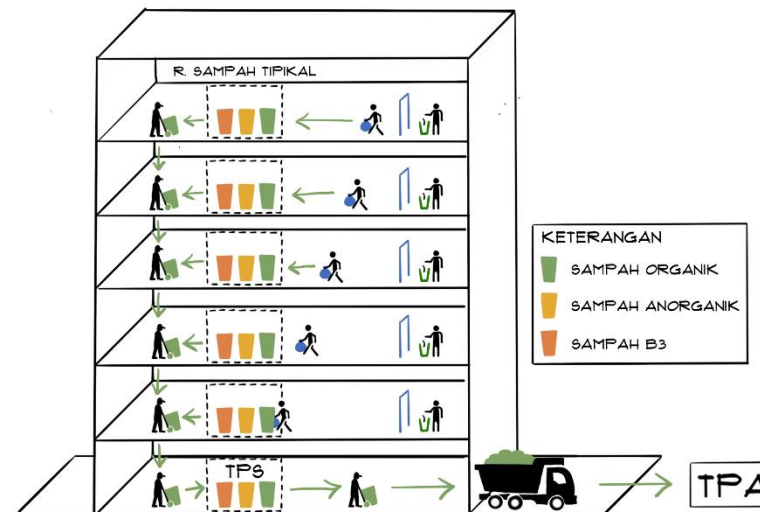 R. SAMPAH TIPIKAL
KETERANGAN
SAMPAH ORGANIK
SAMPAH ANORGANIK
SAMPAH B3
TPS
TPA